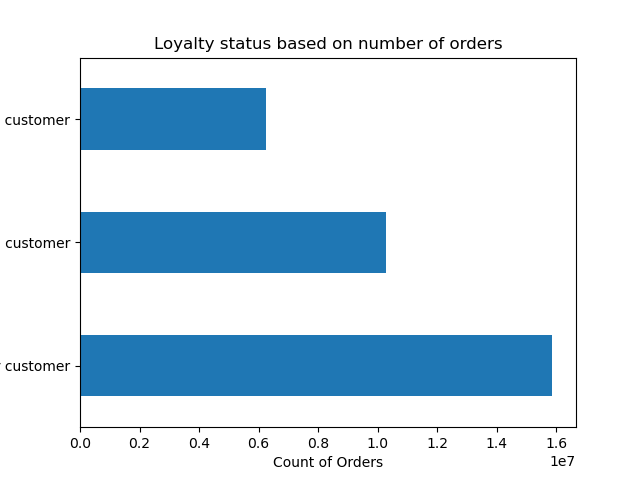 Loyalty status based on number of orders
customer
customer
customer
0.0 0.2 0.4 0.6 0.8 1.0 1.2 1.4 1.6
1e7
Count of Orders